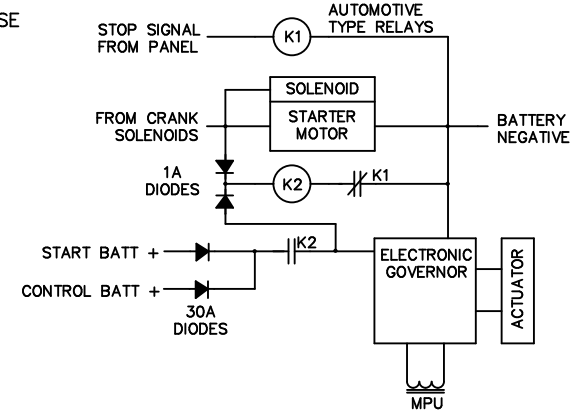 SE
AUTOMOTIVE
TYPE RELAYS
STOP SIGNAL
FROM PANEL
K1
SOLENOID
FROM CRANK
SOLENOIDS
STARTER
MOTOR
BATTERY
NEGATIVE
1A
DIODES
K2
K1
START BATT +
K2
ELECTRONIC
GOVERNOR
ACTUATOR
CONTROL BATT +
30A
DIODES
MPU